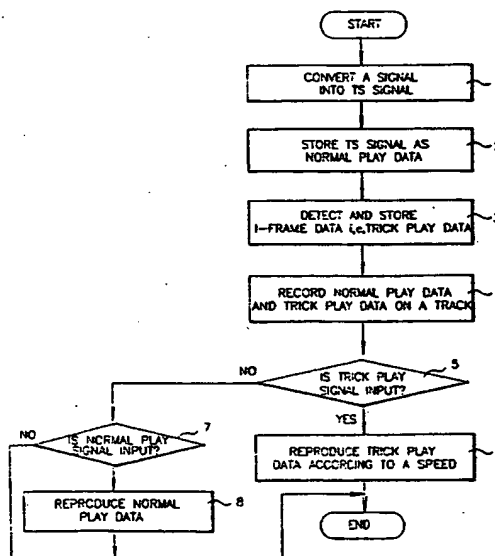 START
CONVERT A SIGNAL
INTO TS SIGNAL
STORE TS SIGNAL AS
NORMAL PLAY DATA
DETECT AND STORE
I-FRAME DATA i,e,TRICK PLAY DATA
RECORD NORMAL PLAY DATA
AND TRICK PLAY DATA ON A TRACK
5
IS TRICK PLAY
SIGNAL INPUT?
NO
YES
7
IS NORMAL PLAY
SIGNAL INPUT?
NO
REPRODUCE TRICK PLAY
DATA ACCORDING TO A SPEED
REPRODUCE NORMAL
PLAY DATA
8
END